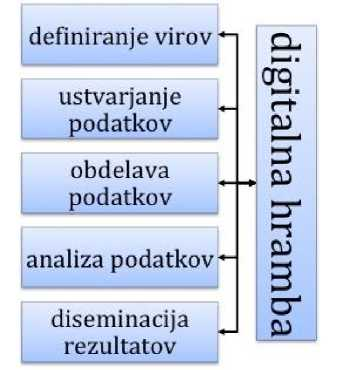 definiranje virov
ustvarjanje
podatkov
obdelava
podatkov
analiza podatkov
diseminacija
rezultatov
digitalna hramba